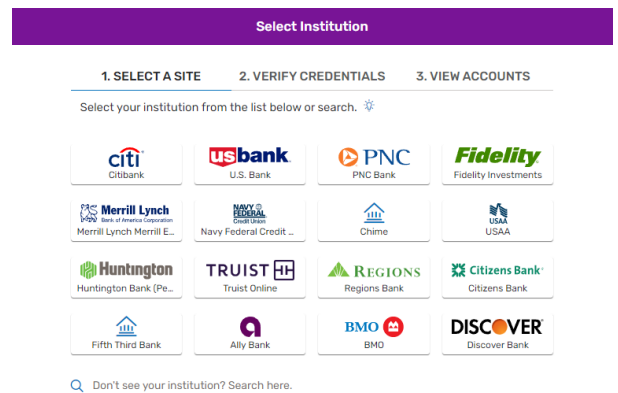 Select Institution
1. SELECT A SITE 2. VERIFY CREDENTIALS 3. VIEW ACCOUNTS
Select your institution from the list below or search.
citi usbank PNC Fidelity
Citibank U.S. Bank PNC Bank Fidelity Investments
Merrill Lynch NAVY FEDERAL USAA
Bank of America Corporation Credit Union
Merrill Lynch Merrill E... Navy Federal Credit ... Chime USAA
Huntington TRUIST REGIONS Citizens Bank
Huntington Bank (Pe... Truist Online Regions Bank Citizens Bank
BMO DISCOVER
Fifth Third Bank Ally Bank BMO Discover Bank
Don't see your institution? Search here.